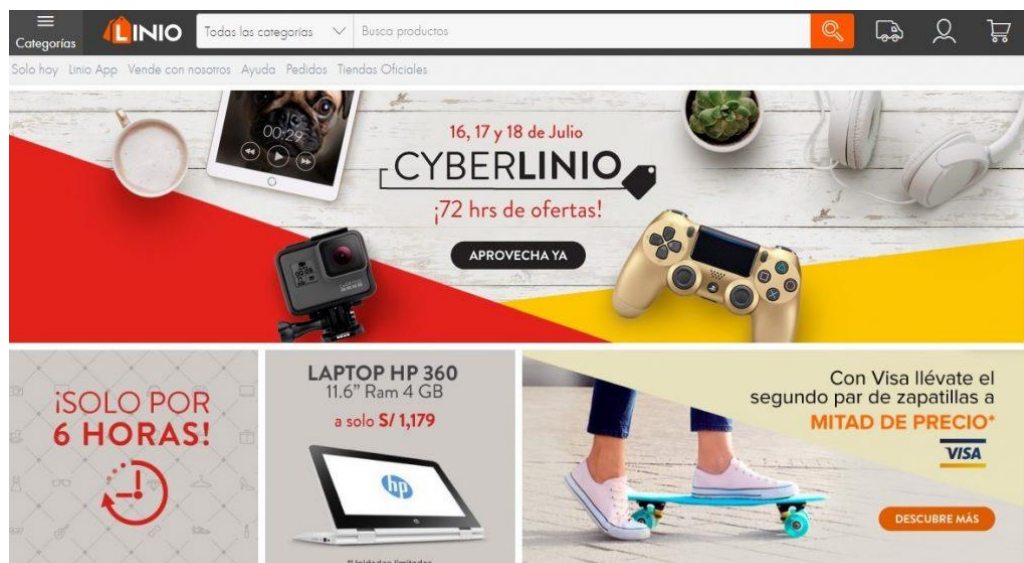 Categorías
LINIO
Todas las categorías
Busca productos
Solo hoy Linio App Vende con nosotros Ayuda Pedidos Tiendas Oficiales
00:29
16, 17 y 18 de Julio
CYBERLINIO
¡72 hrs de ofertas!
APROVECHA YA
¡SOLO POR
6 HORAS!
LAPTOP HP 360
11.6” Ram 4 GB
a solo S/ 1,179
hp
*Unidades limitadas
Con Visa llévate el
segundo par de zapatillas a
MITAD DE PRECIO*
VISA
DESCUBRE MÁS